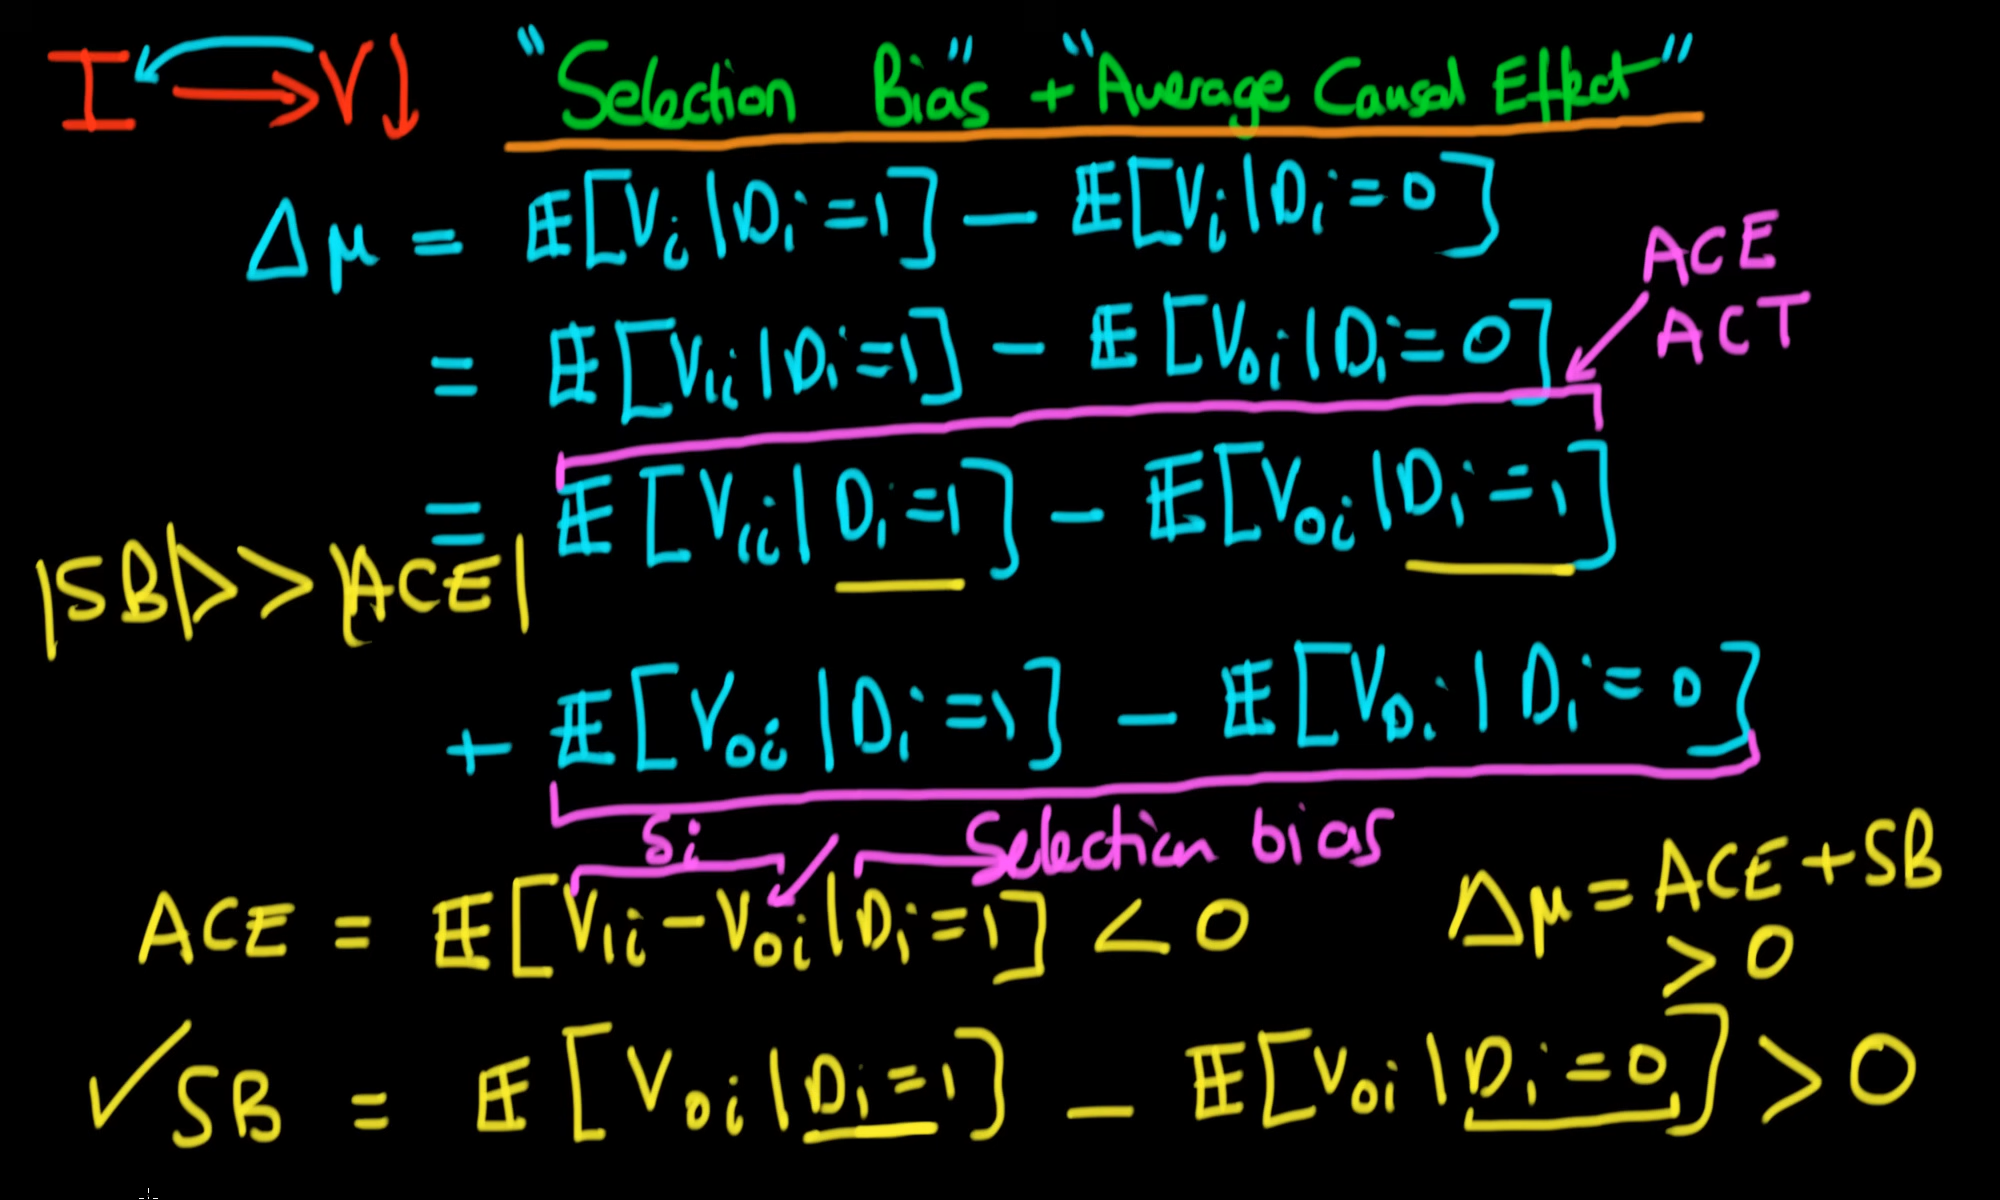 I → V ↓
"Selection Bias" + "Average Causal Effect"
Δμ = E[Vᵢ | Dᵢ = 1] − E[Vᵢ | Dᵢ = 0]
ACE
ACT
= E[V₁ᵢ | Dᵢ = 1] − E[V₀ᵢ | Dᵢ = 0]
= E[V₁ᵢ | Dᵢ = 1] − E[V₀ᵢ | Dᵢ = 1]
|SB| >> |ACE|
+ E[V₀ᵢ | Dᵢ = 1] − E[V₀ᵢ | Dᵢ = 0]
δᵢ
Selection bias
ACE = E[V₁ᵢ − V₀ᵢ | Dᵢ = 1] < 0
Δμ = ACE + SB
> 0
✓ SB = E[V₀ᵢ | Dᵢ = 1] − E[V₀ᵢ | Dᵢ = 0] > 0